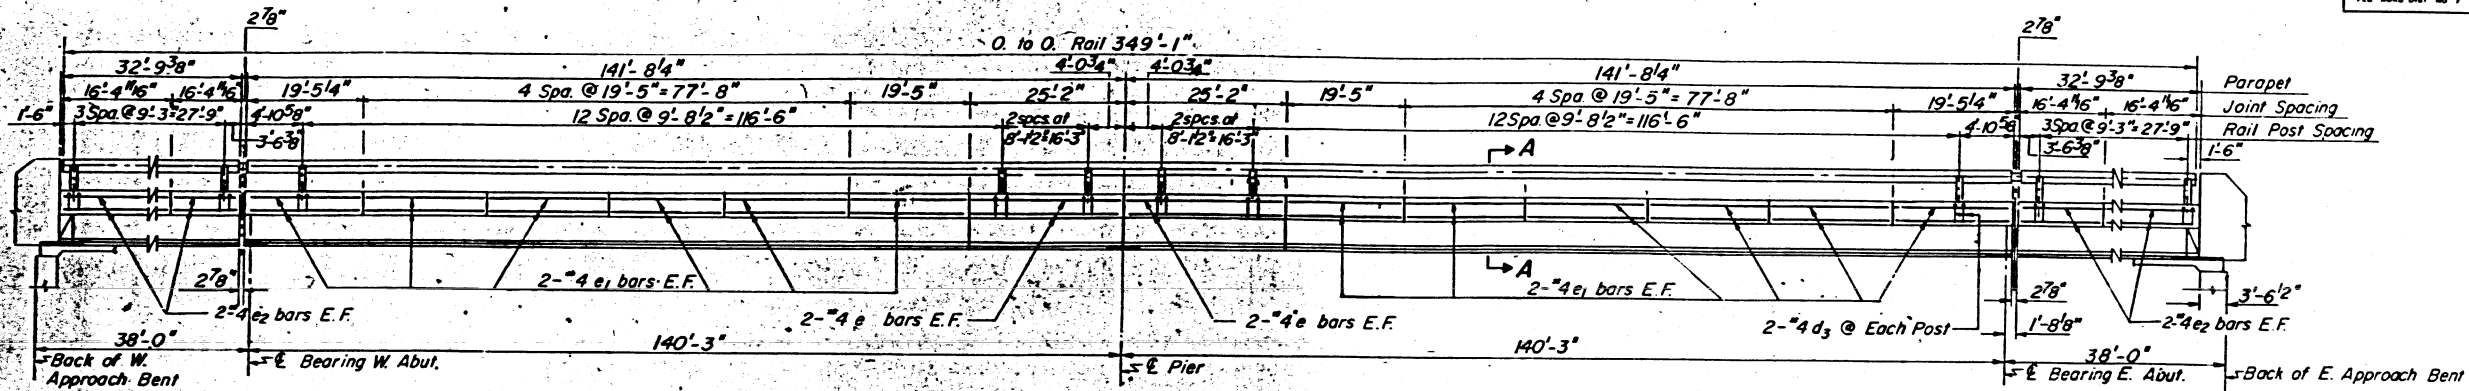 2⅞"
2⅞"
O. to O. Rail 349'-1"
32'-9⅜"
141'-8¼"
4'-0¾"
4'-0¾"
141'-8¼"
32'-9⅜"
Parapet
16'-4 11/16"
16'-4 11/16"
19'-5¼"
4 Spa. @ 19'-5" = 77'-8"
19'-5"
25'-2"
25'-2"
19'-5"
4 Spa. @ 19'-5" = 77'-8"
19'-5¼"
16'-4 11/16"
16'-4 11/16"
Joint Spacing
1'-6"
3 Spa. @ 9'-3"=27'-9"
4'-10⅝"
12 Spa. @ 9'-8½" = 116'-6"
2 spcs. at
8'-1½"=16'-3"
2 spcs. at
8'-1½"=16'-3"
12 Spa. @ 9'-8½" = 116'-6"
4'-10⅝"
3 Spa. @ 9'-3"=27'-9"
Rail Post Spacing
3'-6⅜"
3'-6⅜"
1'-6"
A
A
2⅞"
2-#4 e2 bars E.F.
2-#4 e1 bars E.F.
2-#4 e bars E.F.
2-#4 e bars E.F.
2-#4 e1 bars E.F.
2-#4 d3 @ Each Post
2⅞"
1'-8⅛"
3'-6½"
2-#4 e2 bars E.F.
38'-0"
140'-3"
140'-3"
38'-0"
Back of W.
Approach Bent
℄ Bearing W. Abut.
℄ Pier
℄ Bearing E. Abut.
Back of E. Approach Bent